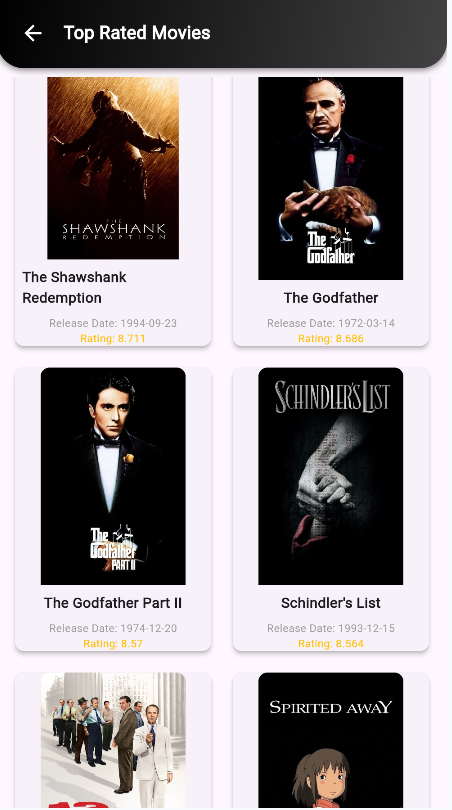 Top Rated Movies
THE
SHAWSHANK
REDEMPTION
The Shawshank
Redemption
Release Date: 1994-09-23
Rating: 8.711
The
Godfather
The Godfather
Release Date: 1972-03-14
Rating: 8.686
The
Godfather
PART II
The Godfather Part II
Release Date: 1974-12-20
Rating: 8.57
SCHINDLER'S LIST
Schindler's List
Release Date: 1993-12-15
Rating: 8.564
SPIRITED AWAY